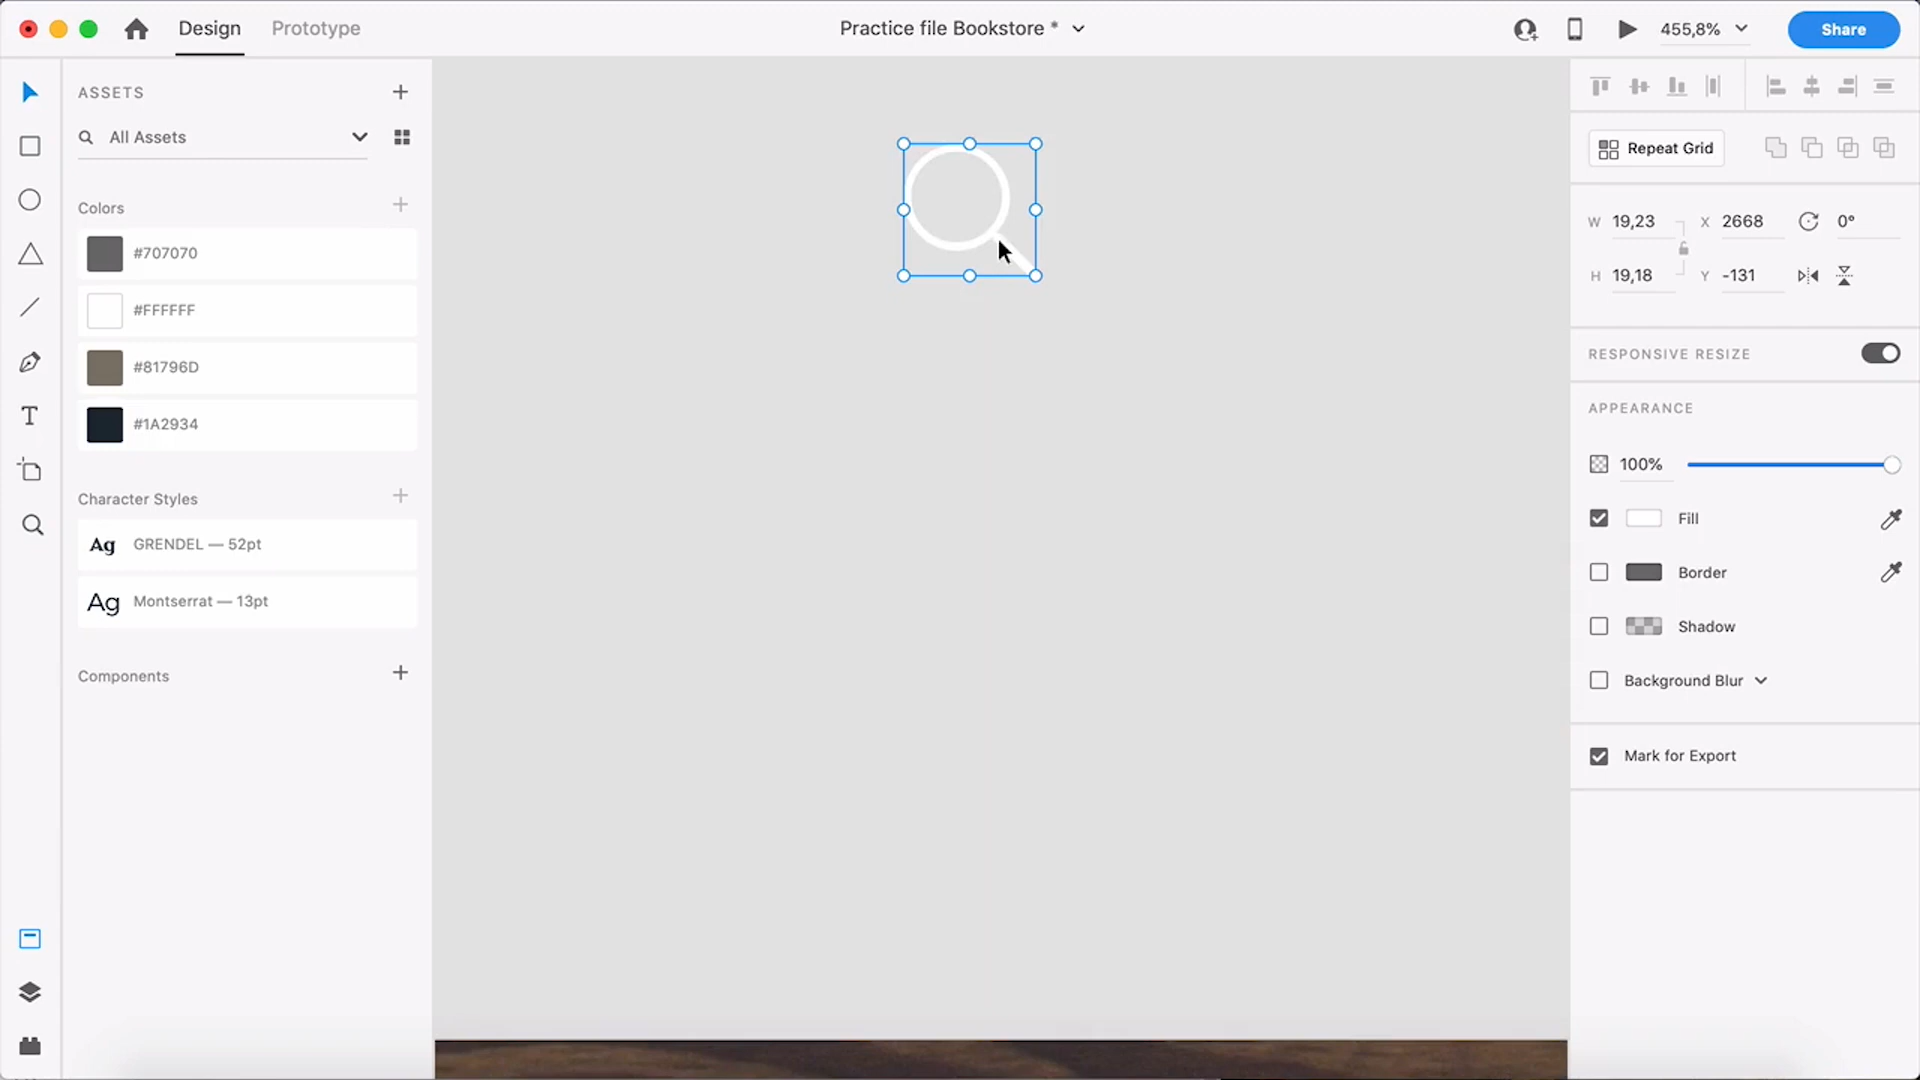 Design
Prototype
Practice file Bookstore *
455,8%
Share
ASSETS
All Assets
Colors
#707070
#FFFFFF
#81796D
#1A2934
Character Styles
Ag GRENDEL — 52pt
Ag Montserrat — 13pt
Components
T
Repeat Grid
W 19,23 X 2668 0°
H 19,18 Y -131
RESPONSIVE RESIZE
APPEARANCE
100%
Fill
Border
Shadow
Background Blur
Mark for Export